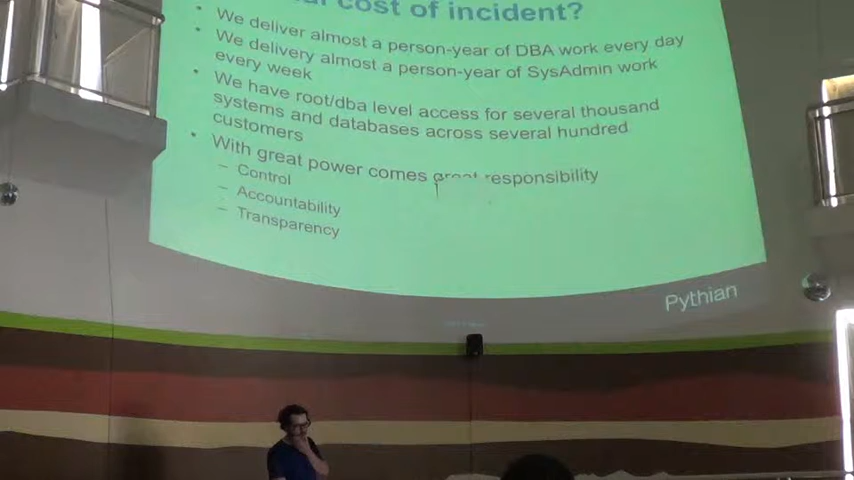 cost of incident?
We deliver almost a person-year of DBA work every day
We delivery almost a person-year of SysAdmin work
every week
We have root/dba level access for several thousand
systems and databases across several hundred
customers
With great power comes great responsibility
– Control
– Accountability
– Transparency
Pythian